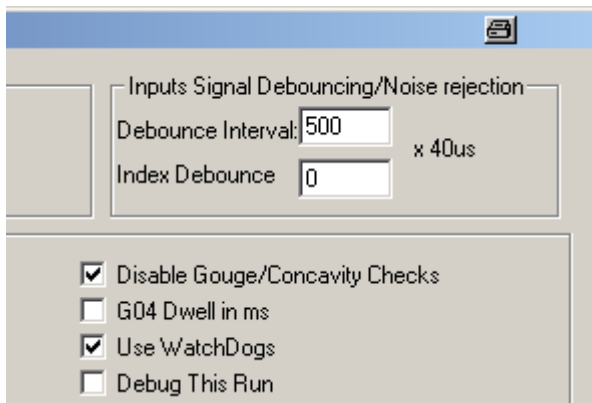 Inputs Signal Debouncing/Noise rejection
Debounce Interval: 500
x 40us
Index Debounce 0
Disable Gouge/Concavity Checks
G04 Dwell in ms
Use WatchDogs
Debug This Run